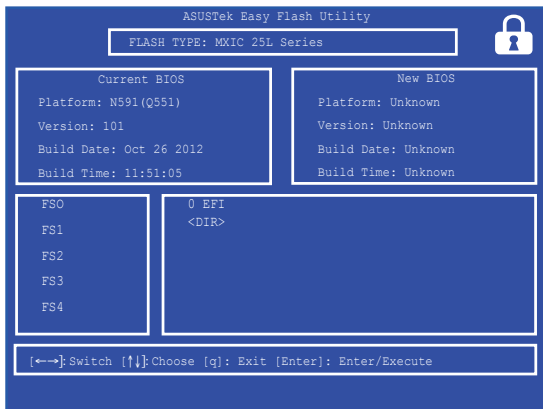 ASUSTek Easy Flash Utility
FLASH TYPE: MXIC 25L Series
Current BIOS
Platform: N591(Q551)
Version: 101
Build Date: Oct 26 2012
Build Time: 11:51:05
New BIOS
Platform: Unknown
Version: Unknown
Build Date: Unknown
Build Time: Unknown
FSO
FS1
FS2
FS3
FS4
0 EFI
<DIR>
[←→]:Switch [↑↓]:Choose [q]: Exit [Enter]: Enter/Execute